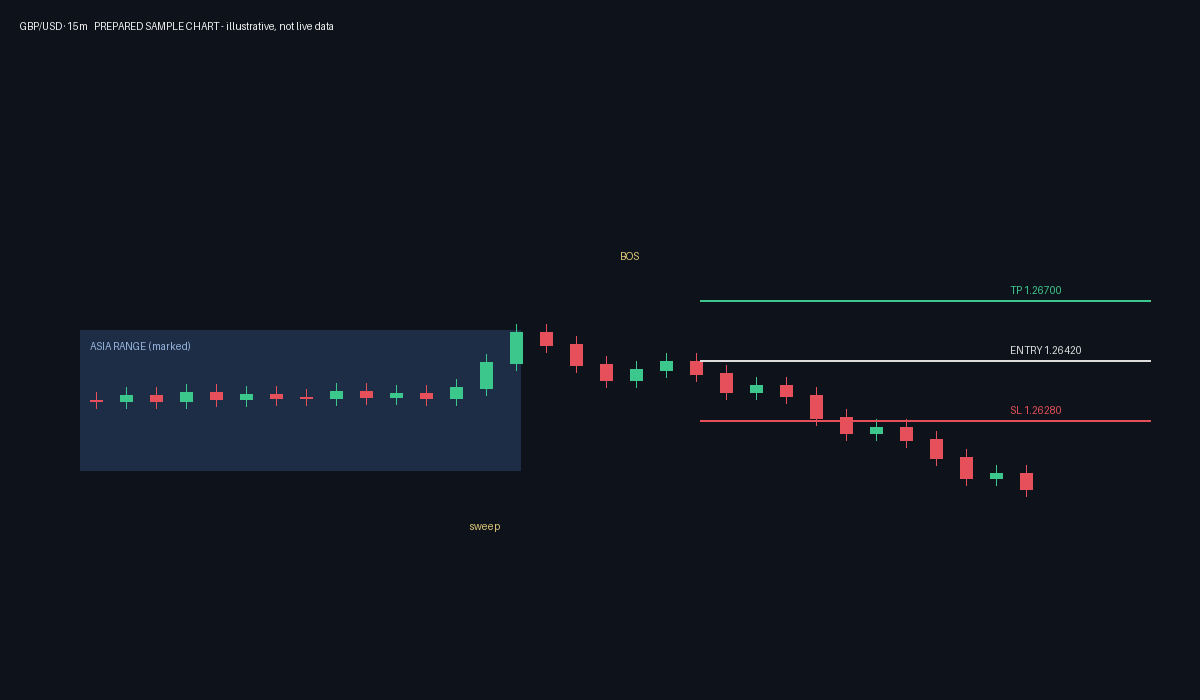 GBP/USD · 15m PREPARED SAMPLE CHART - illustrative, not live data
BOS
TP 1.26700
ASIA RANGE (marked)
ENTRY 1.26420
SL 1.26280
sweep